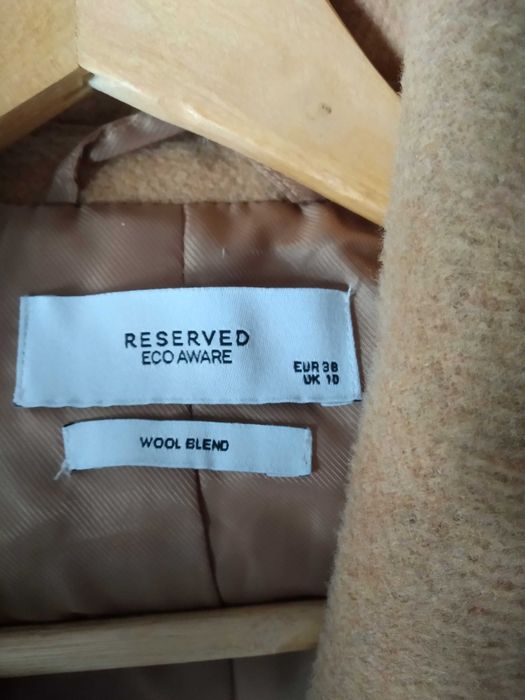 RESERVED
ECO AWARE
EUR 38
UK 10
WOOL BLEND